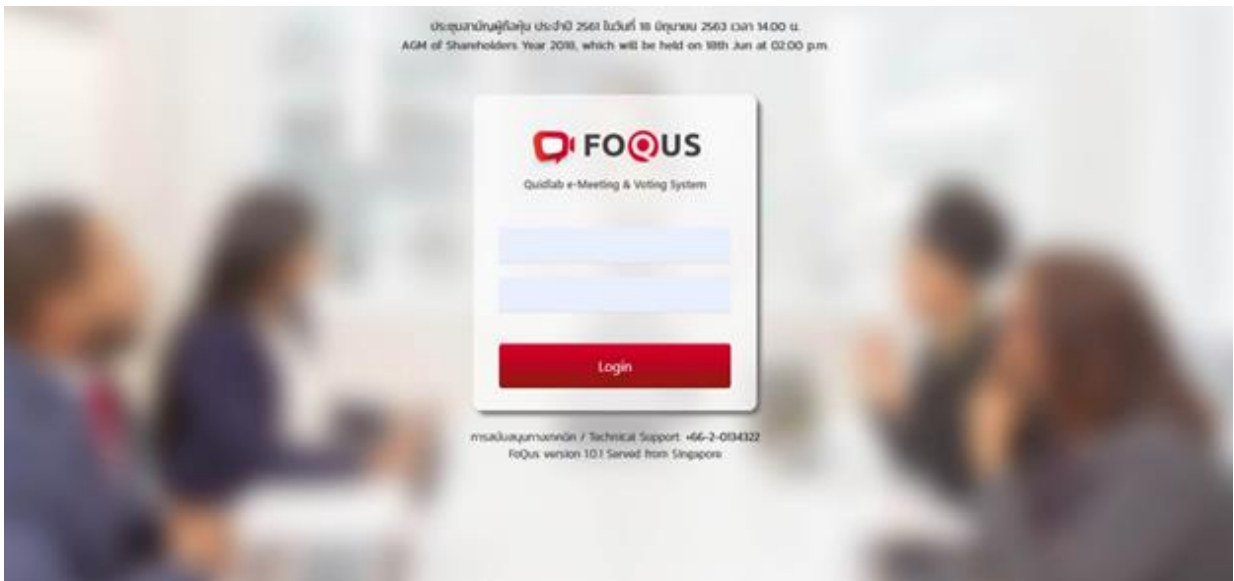 ประชุมสามัญผู้ถือหุ้น ประจำปี 2561 ในวันที่ 18 มิถุนายน 2563 เวลา 14.00 น.
AGM of Shareholders Year 2018, which will be held on 18th Jun at 02:00 p.m.
FOQUS
Quidlab e-Meeting & Voting System
Login
การสนับสนุนทางเทคนิค / Technical Support: +66-2-0134322
FoQus version 1.0.1 Served from Singapore